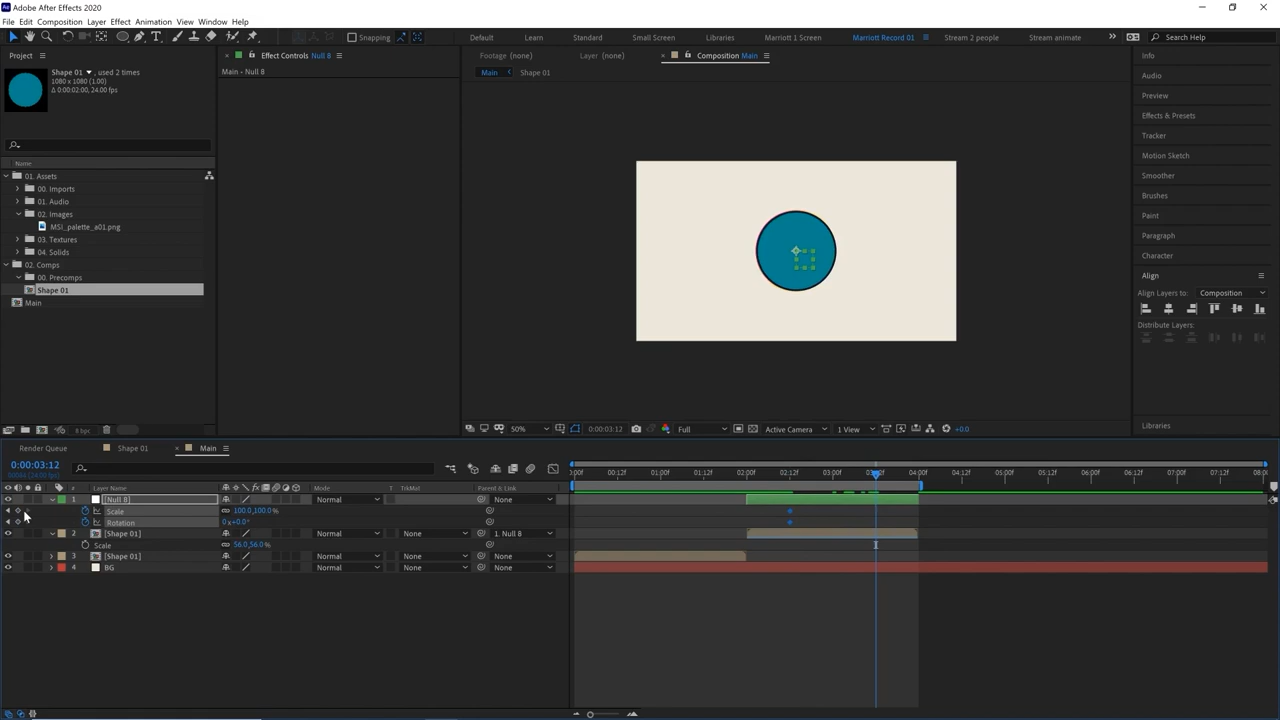 Adobe After Effects 2020
File Edit Composition Layer Effect Animation View Window Help
Snapping Default Learn Standard Small Screen Libraries Marriott 1 Screen Marriott Record 01 Stream 2 people Stream animate Search Help
Project Effect Controls Null 8 Footage (none) Layer (none) Composition Main Info
Shape 01 , used 2 times Main - Null 8 Main Shape 01 Audio
1080 x 1080 (1.00)
Δ 0:00:02:00, 24.00 fps
Preview
Effects & Presets
Tracker
Motion Sketch
Smoother
Brushes
Paint
Paragraph
Character
Align
Align Layers to: Composition
Distribute Layers:
Libraries
Name
01. Assets
00. Imports
01. Audio
02. Images
MSI_palette_a01.png
03. Textures
04. Solids
02. Comps
00. Precomps
Shape 01
Main
8 bpc 50% 0:00:03:12 Full Active Camera 1 View +0.0
Render Queue Shape 01 Main
0:00:03:12
# Layer Name Mode T TrkMat Parent & Link 00:12f 01:00f 01:12f 02:00f 02:12f 03:00f 04:00f 04:12f 05:00f 05:12f 06:00f 06:12f 07:00f 07:12f
1 [Null 8] Normal None
Scale 100.0,100.0%
Rotation 0x+0.0°
2 [Shape 01] Normal None 1. Null 8
Scale 56.0,56.0%
3 [Shape 01] Normal None None
4 BG Normal None None